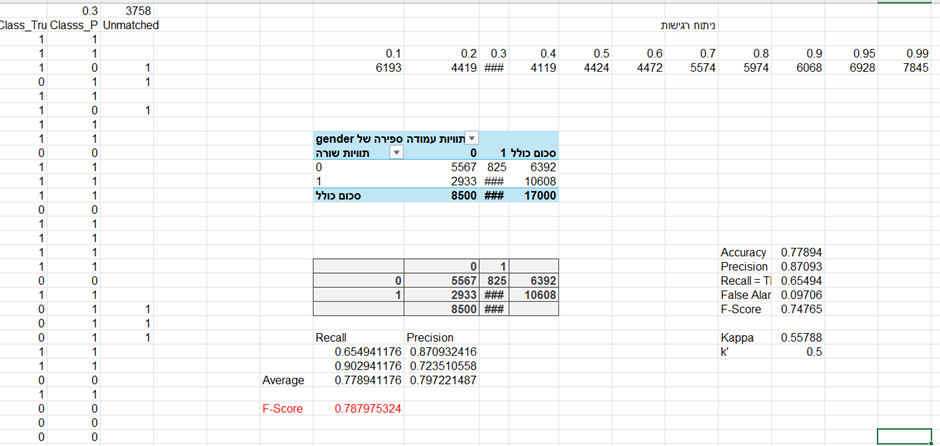 0.3 3758
Class_Tru Classs_P Unmatched ניתוח רגישות
1 1
1 1 0.1 0.2 0.3 0.4 0.5 0.6 0.7 0.8 0.9 0.95 0.99
1 0 1 6193 4419 ### 4119 4424 4472 5574 5974 6068 6928 7845
0 1 1
1 1
1 0 1
1 1
1 1 ספירה של gender תוויות עמודה
0 0 תוויות שורה 0 1 סכום כולל
1 1 0 5567 825 6392
1 1 1 2933 ### 10608
1 1 סכום כולל 8500 ### 17000
0 0
1 1
1 1
1 1 Accuracy 0.77894
1 1 0 1 Precision 0.87093
0 0 0 5567 825 6392 Recall = Tl 0.65494
1 1 1 2933 ### 10608 False Alar 0.09706
0 1 1 8500 ### F-Score 0.74765
0 1 1
0 1 1 Recall Precision Kappa 0.55788
1 1 0.654941176 0.870932416 k' 0.5
1 1 0.902941176 0.723510558
0 0 Average 0.778941176 0.797221487
1 1
0 0 F-Score 0.787975324
0 0
0 0